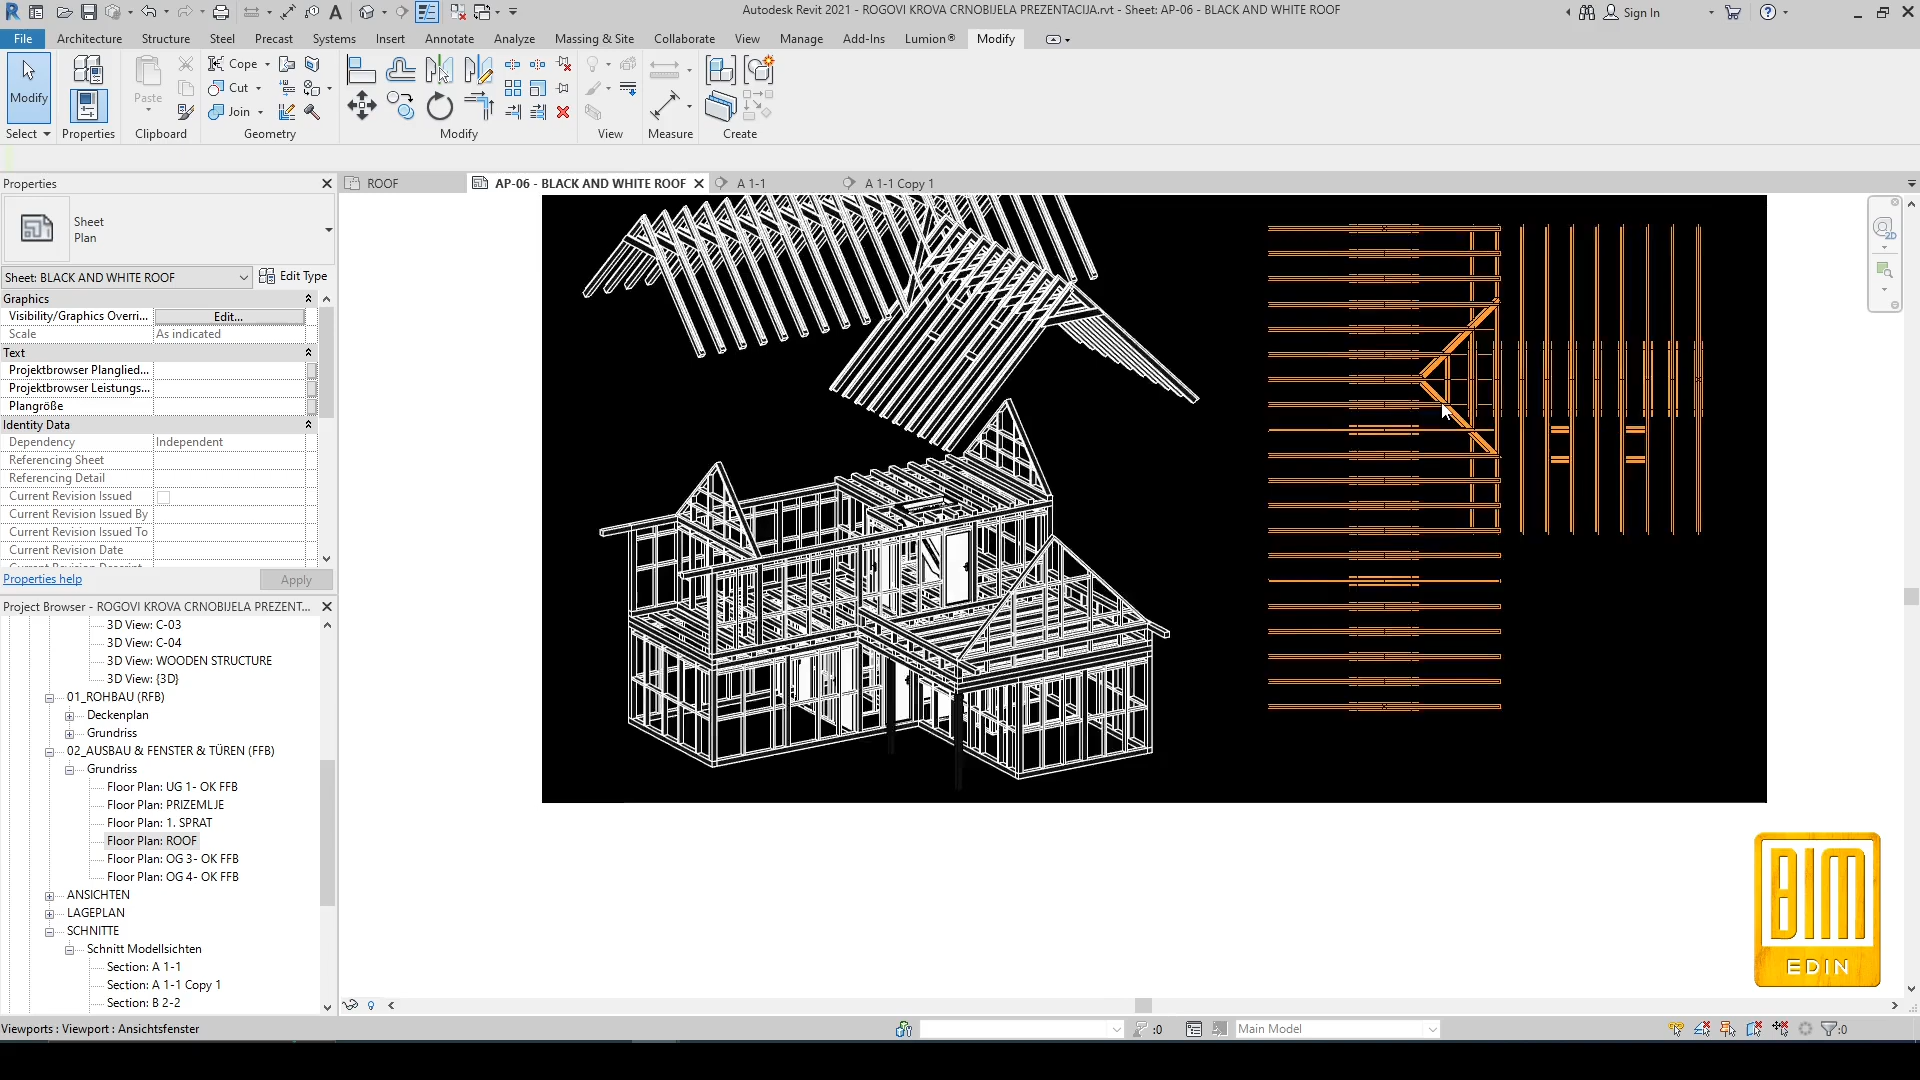 Autodesk Revit 2021 - ROGOVI KROVA CRNOBIJELA PREZENTACIJA.rvt - Sheet: AP-06 - BLACK AND WHITE ROOF
Sign In
File Architecture Structure Steel Precast Systems Insert Annotate Analyze Massing & Site Collaborate View Manage Add-Ins Lumion® Modify
Modify
Paste
Cope
Cut
Join
Select Properties Clipboard Geometry Modify View Measure Create
Properties
ROOF
AP-06 - BLACK AND WHITE ROOF
A 1-1
A 1-1 Copy 1
Sheet
Plan
Sheet: BLACK AND WHITE ROOF
Edit Type
Graphics
Visibility/Graphics Overri... Edit...
Scale As indicated
Text
Projektbrowser Planglied...
Projektbrowser Leistungs...
Plangröße
Identity Data
Dependency Independent
Referencing Sheet
Referencing Detail
Current Revision Issued
Current Revision Issued By
Current Revision Issued To
Current Revision Date
Properties help
Apply
Project Browser - ROGOVI KROVA CRNOBIJELA PREZENT...
3D View: C-03
3D View: C-04
3D View: WOODEN STRUCTURE
3D View: {3D}
01_ROHBAU (RFB)
Deckenplan
Grundriss
02_AUSBAU & FENSTER & TÜREN (FFB)
Grundriss
Floor Plan: UG 1- OK FFB
Floor Plan: PRIZEMLJE
Floor Plan: 1. SPRAT
Floor Plan: ROOF
Floor Plan: OG 3- OK FFB
Floor Plan: OG 4- OK FFB
ANSICHTEN
LAGEPLAN
SCHNITTE
Schnitt Modellsichten
Section: A 1-1
Section: A 1-1 Copy 1
Section: B 2-2
2D
BIM
EDIN
Viewports : Viewport : Ansichtsfenster
:0
Main Model
:0